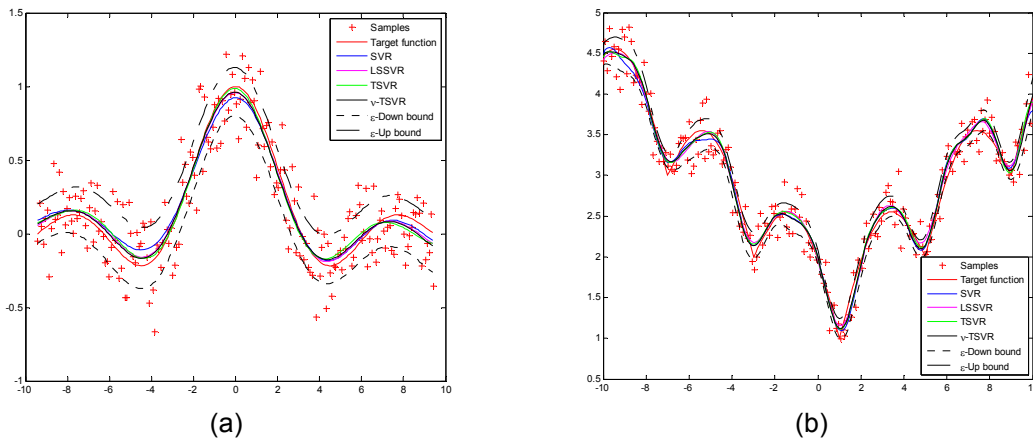 1.5
1
0.5
0
-0.5
-1
-10 -8 -6 -4 -2 0 2 4 6 8 10
Samples
Target function
SVR
LSSVR
TSVR
ν-TSVR
ε-Down bound
ε-Up bound
(a)
5
4.5
4
3.5
3
2.5
2
1.5
1
0.5
-10 -8 -6 -4 -2 0 2 4 6 8 1
Samples
Target function
SVR
LSSVR
TSVR
ν-TSVR
ε-Down bound
ε-Up bound
(b)